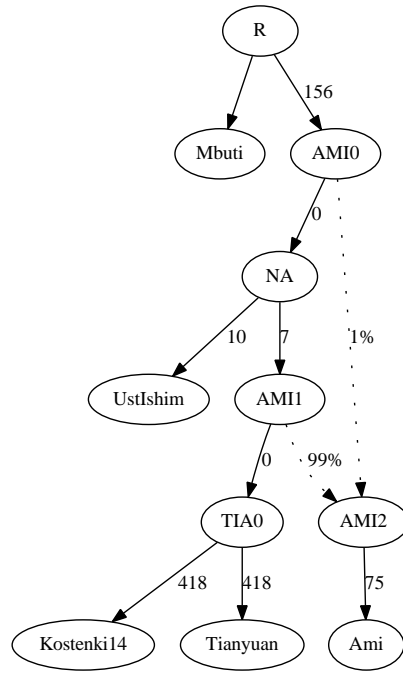 R
156
Mbuti
AMI0
0
NA
10
7
1%
UstIshim
AMI1
0
99%
TIA0
AMI2
418
418
75
Kostenki14
Tianyuan
Ami